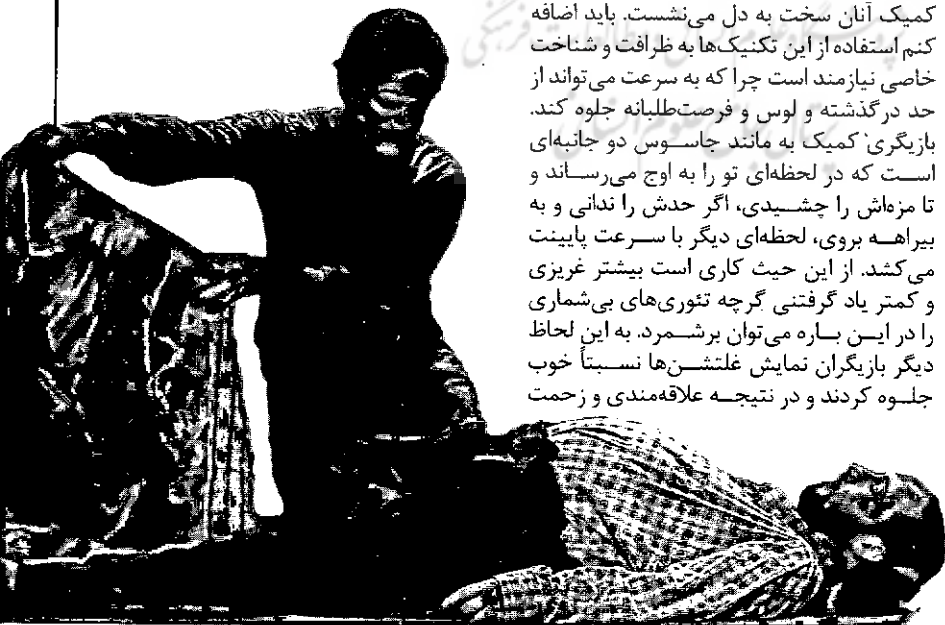 کمیک آنان سخت به دل می‌نشست. باید اضافه
کنم استفاده از این تکنیک‌ها به ظرافت و شناخت
خاصی نیازمند است چرا که به سرعت می‌تواند از
حد درگذشته و لوس و فرصت‌طلبانه جلوه کند.
بازیگری کمیک به مانند جاسوس دو جانبه‌ای
است که در لحظه‌ای تو را به اوج می‌رساند و
تا مزه‌اش را چشیدی، اگر حدش را ندانی و به
بیراهه بروی، لحظه‌ای دیگر با سرعت پایینت
می‌کشد. از این حیث کاری است بیشتر غریزی
و کمتر یاد گرفتنی گرچه تئوری‌های بی‌شماری
را در این باره می‌توان برشمرد. به این لحاظ
دیگر بازیگران نمایش غلتشن‌ها نسبتاً خوب
جلوه کردند و در نتیجه علاقه‌مندی و زحمت